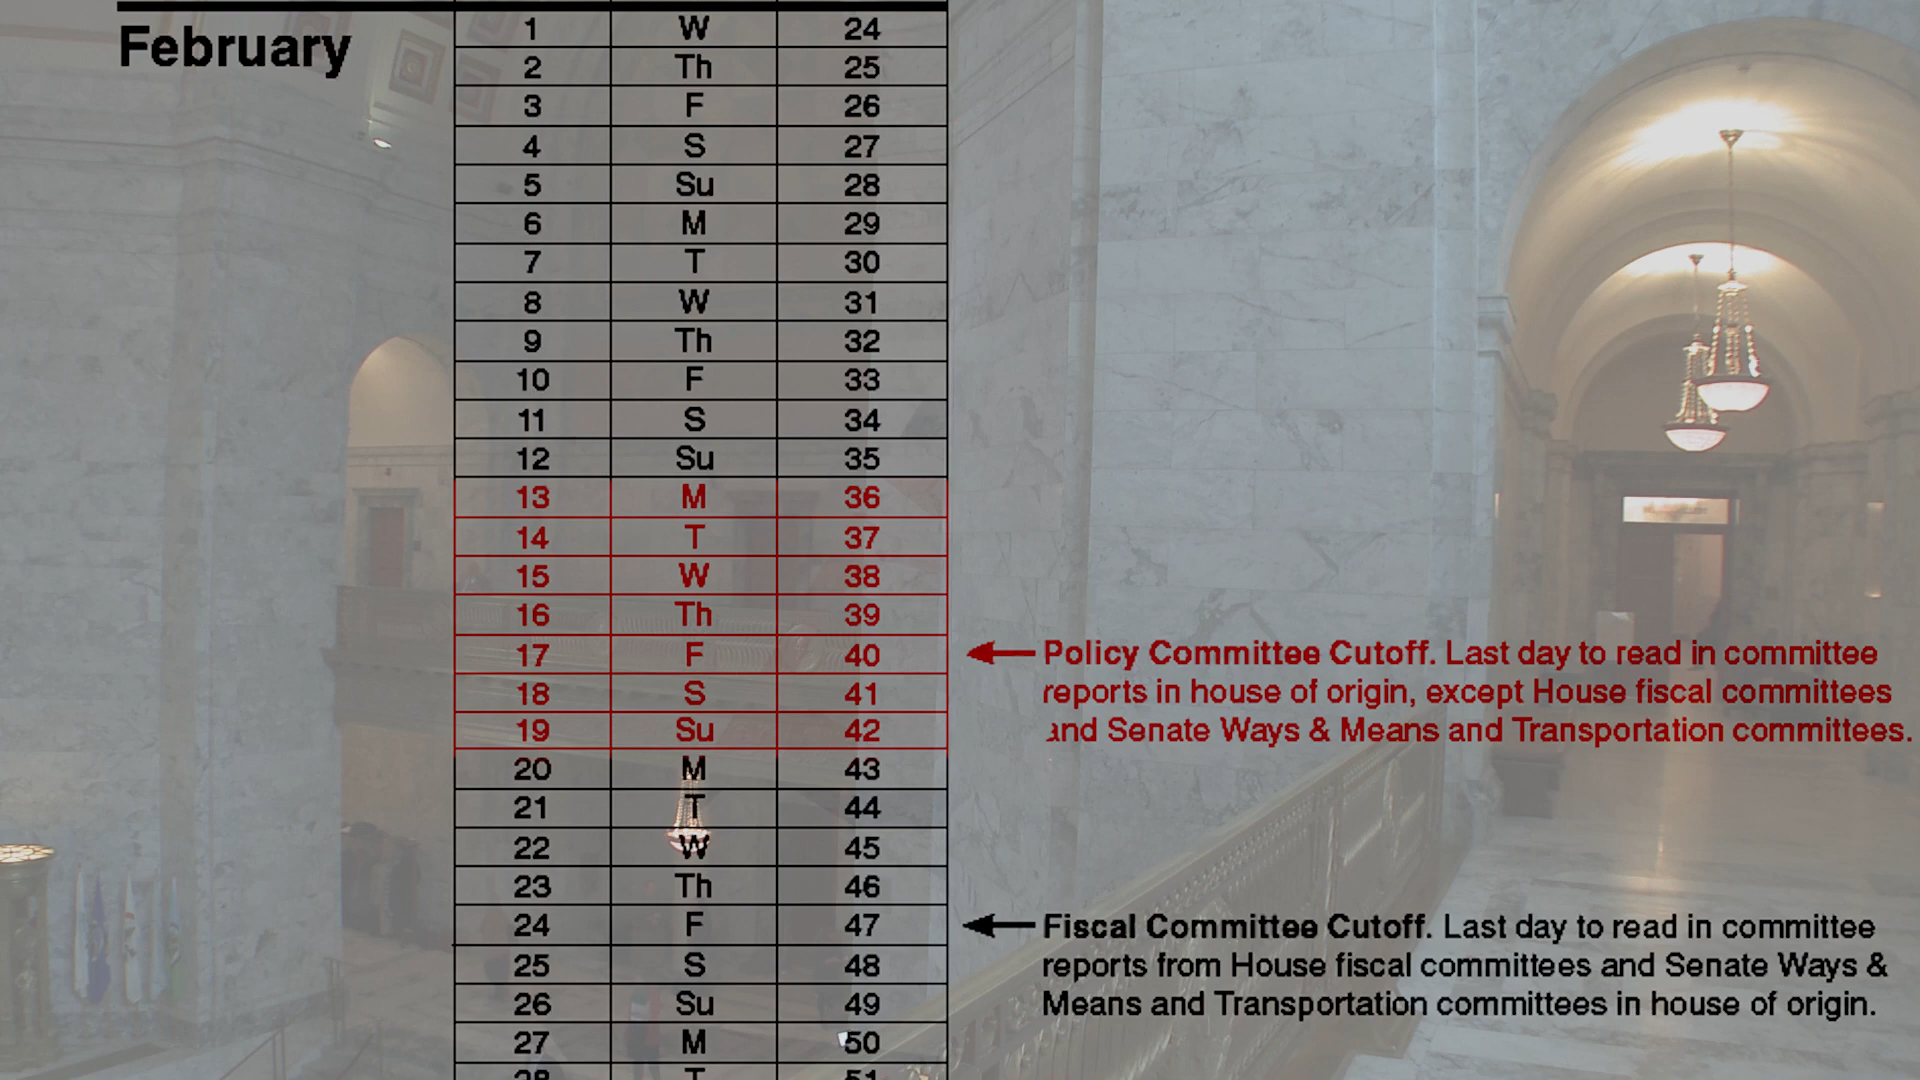 February
1 W 24
2 Th 25
3 F 26
4 S 27
5 Su 28
6 M 29
7 T 30
8 W 31
9 Th 32
10 F 33
11 S 34
12 Su 35
13 M 36
14 T 37
15 W 38
16 Th 39
17 F 40 Policy Committee Cutoff. Last day to read in committee
18 S 41 reports in house of origin, except House fiscal committees
19 Su 42 and Senate Ways & Means and Transportation committees.
20 M 43
21 T 44
22 W 45
23 Th 46
24 F 47 Fiscal Committee Cutoff. Last day to read in committee
25 S 48 reports from House fiscal committees and Senate Ways &
26 Su 49 Means and Transportation committees in house of origin.
27 M 50
28 T 51